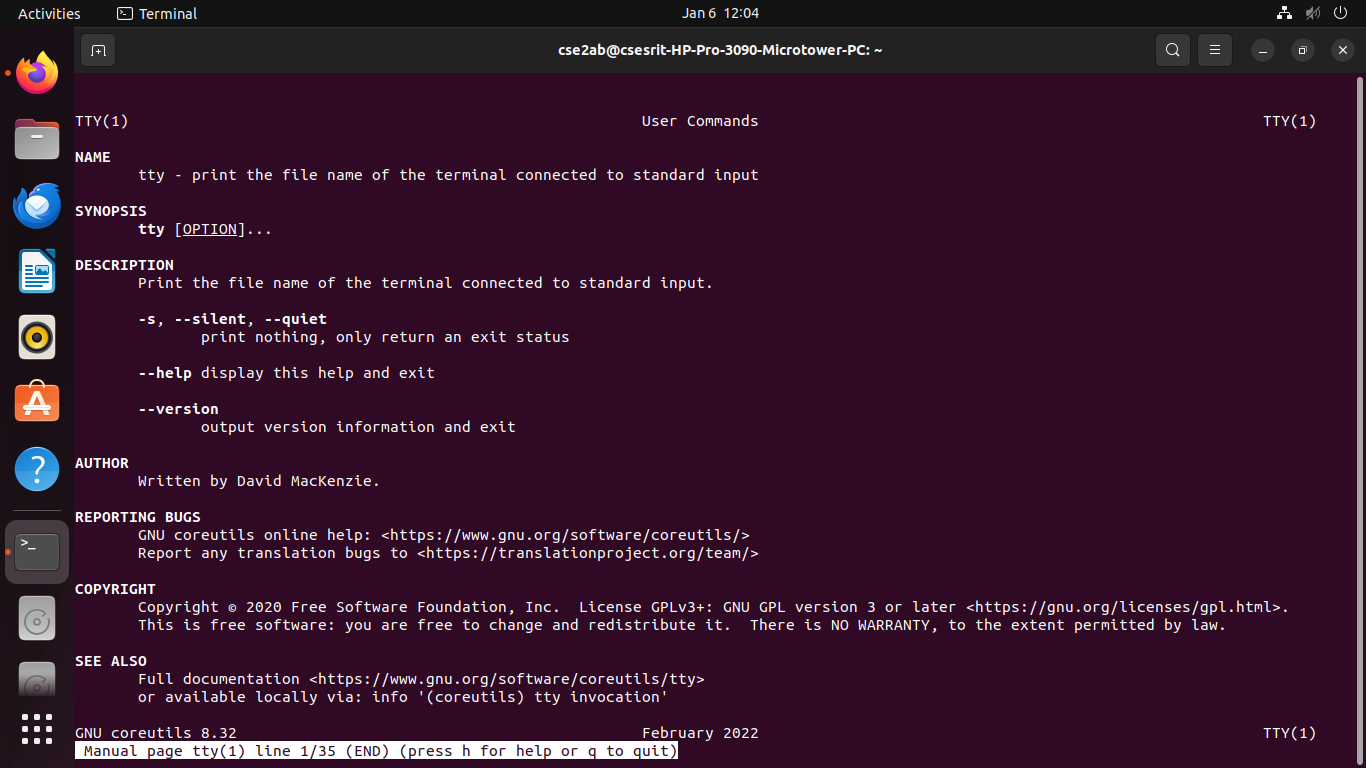 Activities Terminal Jan 6 12:04
cse2ab@csesrit-HP-Pro-3090-Microtower-PC: ~
TTY(1) User Commands TTY(1)
NAME
tty - print the file name of the terminal connected to standard input
SYNOPSIS
tty [OPTION]...
DESCRIPTION
Print the file name of the terminal connected to standard input.
-s, --silent, --quiet
print nothing, only return an exit status
--help display this help and exit
--version
output version information and exit
AUTHOR
Written by David MacKenzie.
REPORTING BUGS
GNU coreutils online help: <https://www.gnu.org/software/coreutils/>
Report any translation bugs to <https://translationproject.org/team/>
COPYRIGHT
Copyright © 2020 Free Software Foundation, Inc. License GPLv3+: GNU GPL version 3 or later <https://gnu.org/licenses/gpl.html>.
This is free software: you are free to change and redistribute it. There is NO WARRANTY, to the extent permitted by law.
SEE ALSO
Full documentation <https://www.gnu.org/software/coreutils/tty>
or available locally via: info '(coreutils) tty invocation'
GNU coreutils 8.32 February 2022 TTY(1)
Manual page tty(1) line 1/35 (END) (press h for help or q to quit)